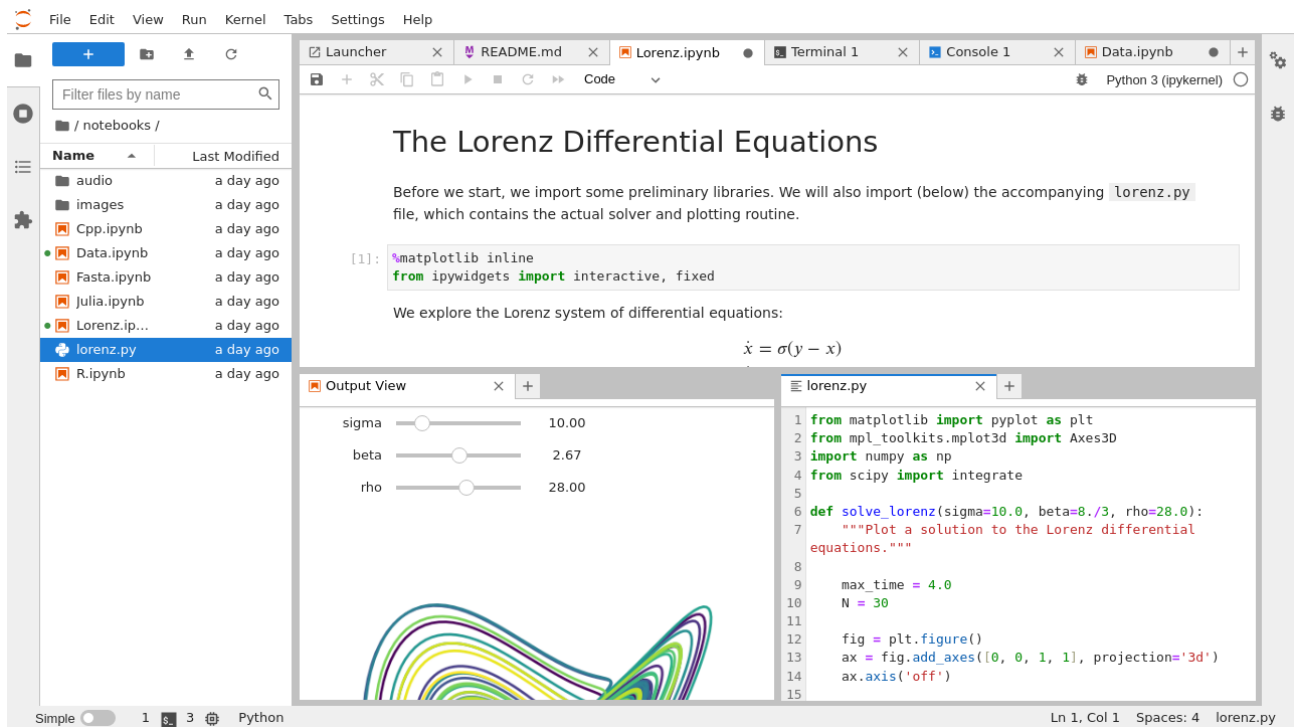 File Edit View Run Kernel Tabs Settings Help
+
Filter files by name
/ notebooks /
Name Last Modified
audio a day ago
images a day ago
Cpp.ipynb a day ago
Data.ipynb a day ago
Fasta.ipynb a day ago
Julia.ipynb a day ago
Lorenz.ip... a day ago
lorenz.py a day ago
R.ipynb a day ago
Launcher README.md Lorenz.ipynb Terminal 1 Console 1 Data.ipynb
Code Python 3 (ipykernel)
The Lorenz Differential Equations
Before we start, we import some preliminary libraries. We will also import (below) the accompanying lorenz.py
file, which contains the actual solver and plotting routine.
[1]: %matplotlib inline
from ipywidgets import interactive, fixed
We explore the Lorenz system of differential equations:
ẋ = σ(y − x)
Output View
sigma 10.00
beta 2.67
rho 28.00
lorenz.py
1 from matplotlib import pyplot as plt
2 from mpl_toolkits.mplot3d import Axes3D
3 import numpy as np
4 from scipy import integrate
5
6 def solve_lorenz(sigma=10.0, beta=8./3, rho=28.0):
7     """Plot a solution to the Lorenz differential
equations."""
8
9     max_time = 4.0
10     N = 30
11
12     fig = plt.figure()
13     ax = fig.add_axes([0, 0, 1, 1], projection='3d')
14     ax.axis('off')
15
Simple 1 3 Python Ln 1, Col 1 Spaces: 4 lorenz.py